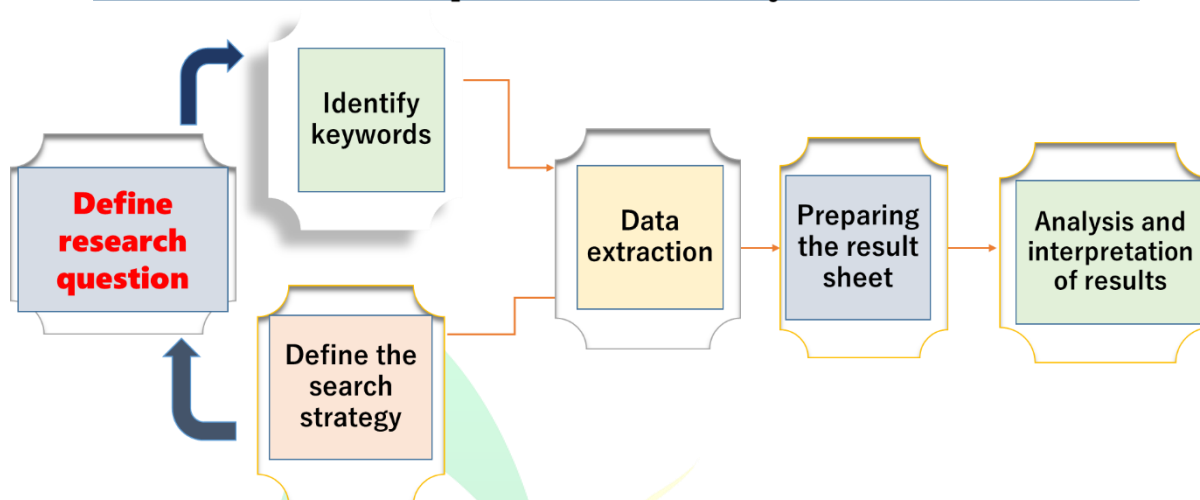 Define
research
question
Identify
keywords
Define the
search
strategy
Data
extraction
Preparing
the result
sheet
Analysis and
interpretation
of results